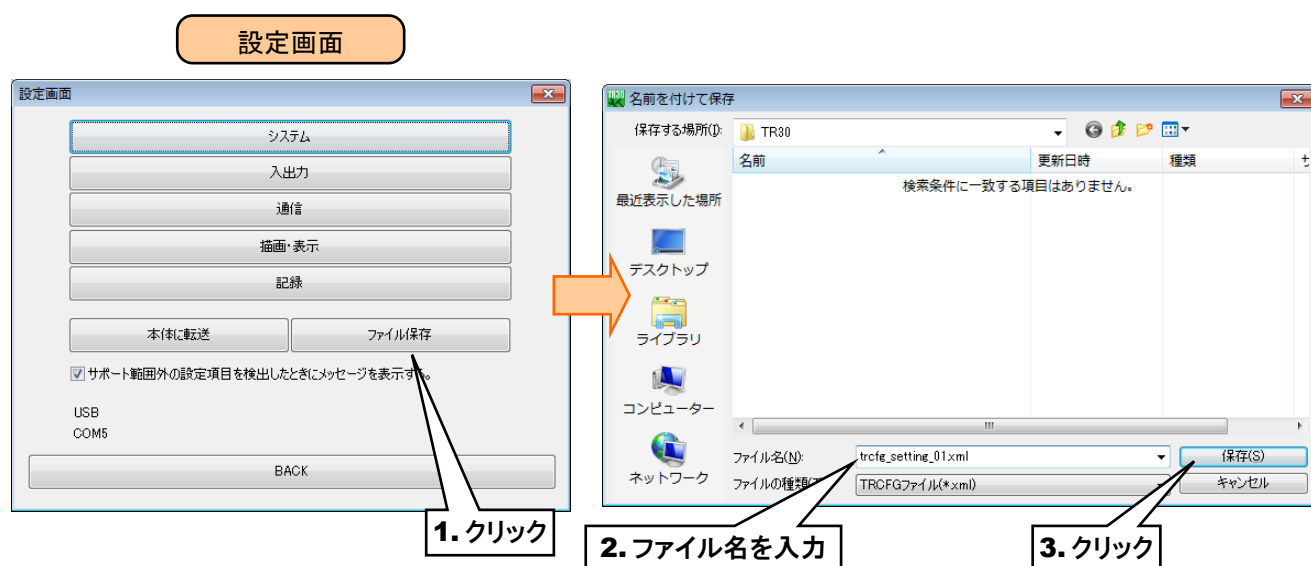 設定画面
設定画面
システム
入出力
通信
描画・表示
記録
本体に転送
ファイル保存
サポート範囲外の設定項目を検出したときにメッセージを表示する。
USB
COM5
BACK
1. クリック
名前を付けて保存
保存する場所(I):
TR30
名前
更新日時
種類
検索条件に一致する項目はありません。
最近表示した場所
デスクトップ
ライブラリ
コンピューター
ネットワーク
ファイル名(N):
trcfg_setting_01.xml
保存(S)
ファイルの種類
TRCFGファイル(*.xml)
キャンセル
2. ファイル名を入力
3. クリック